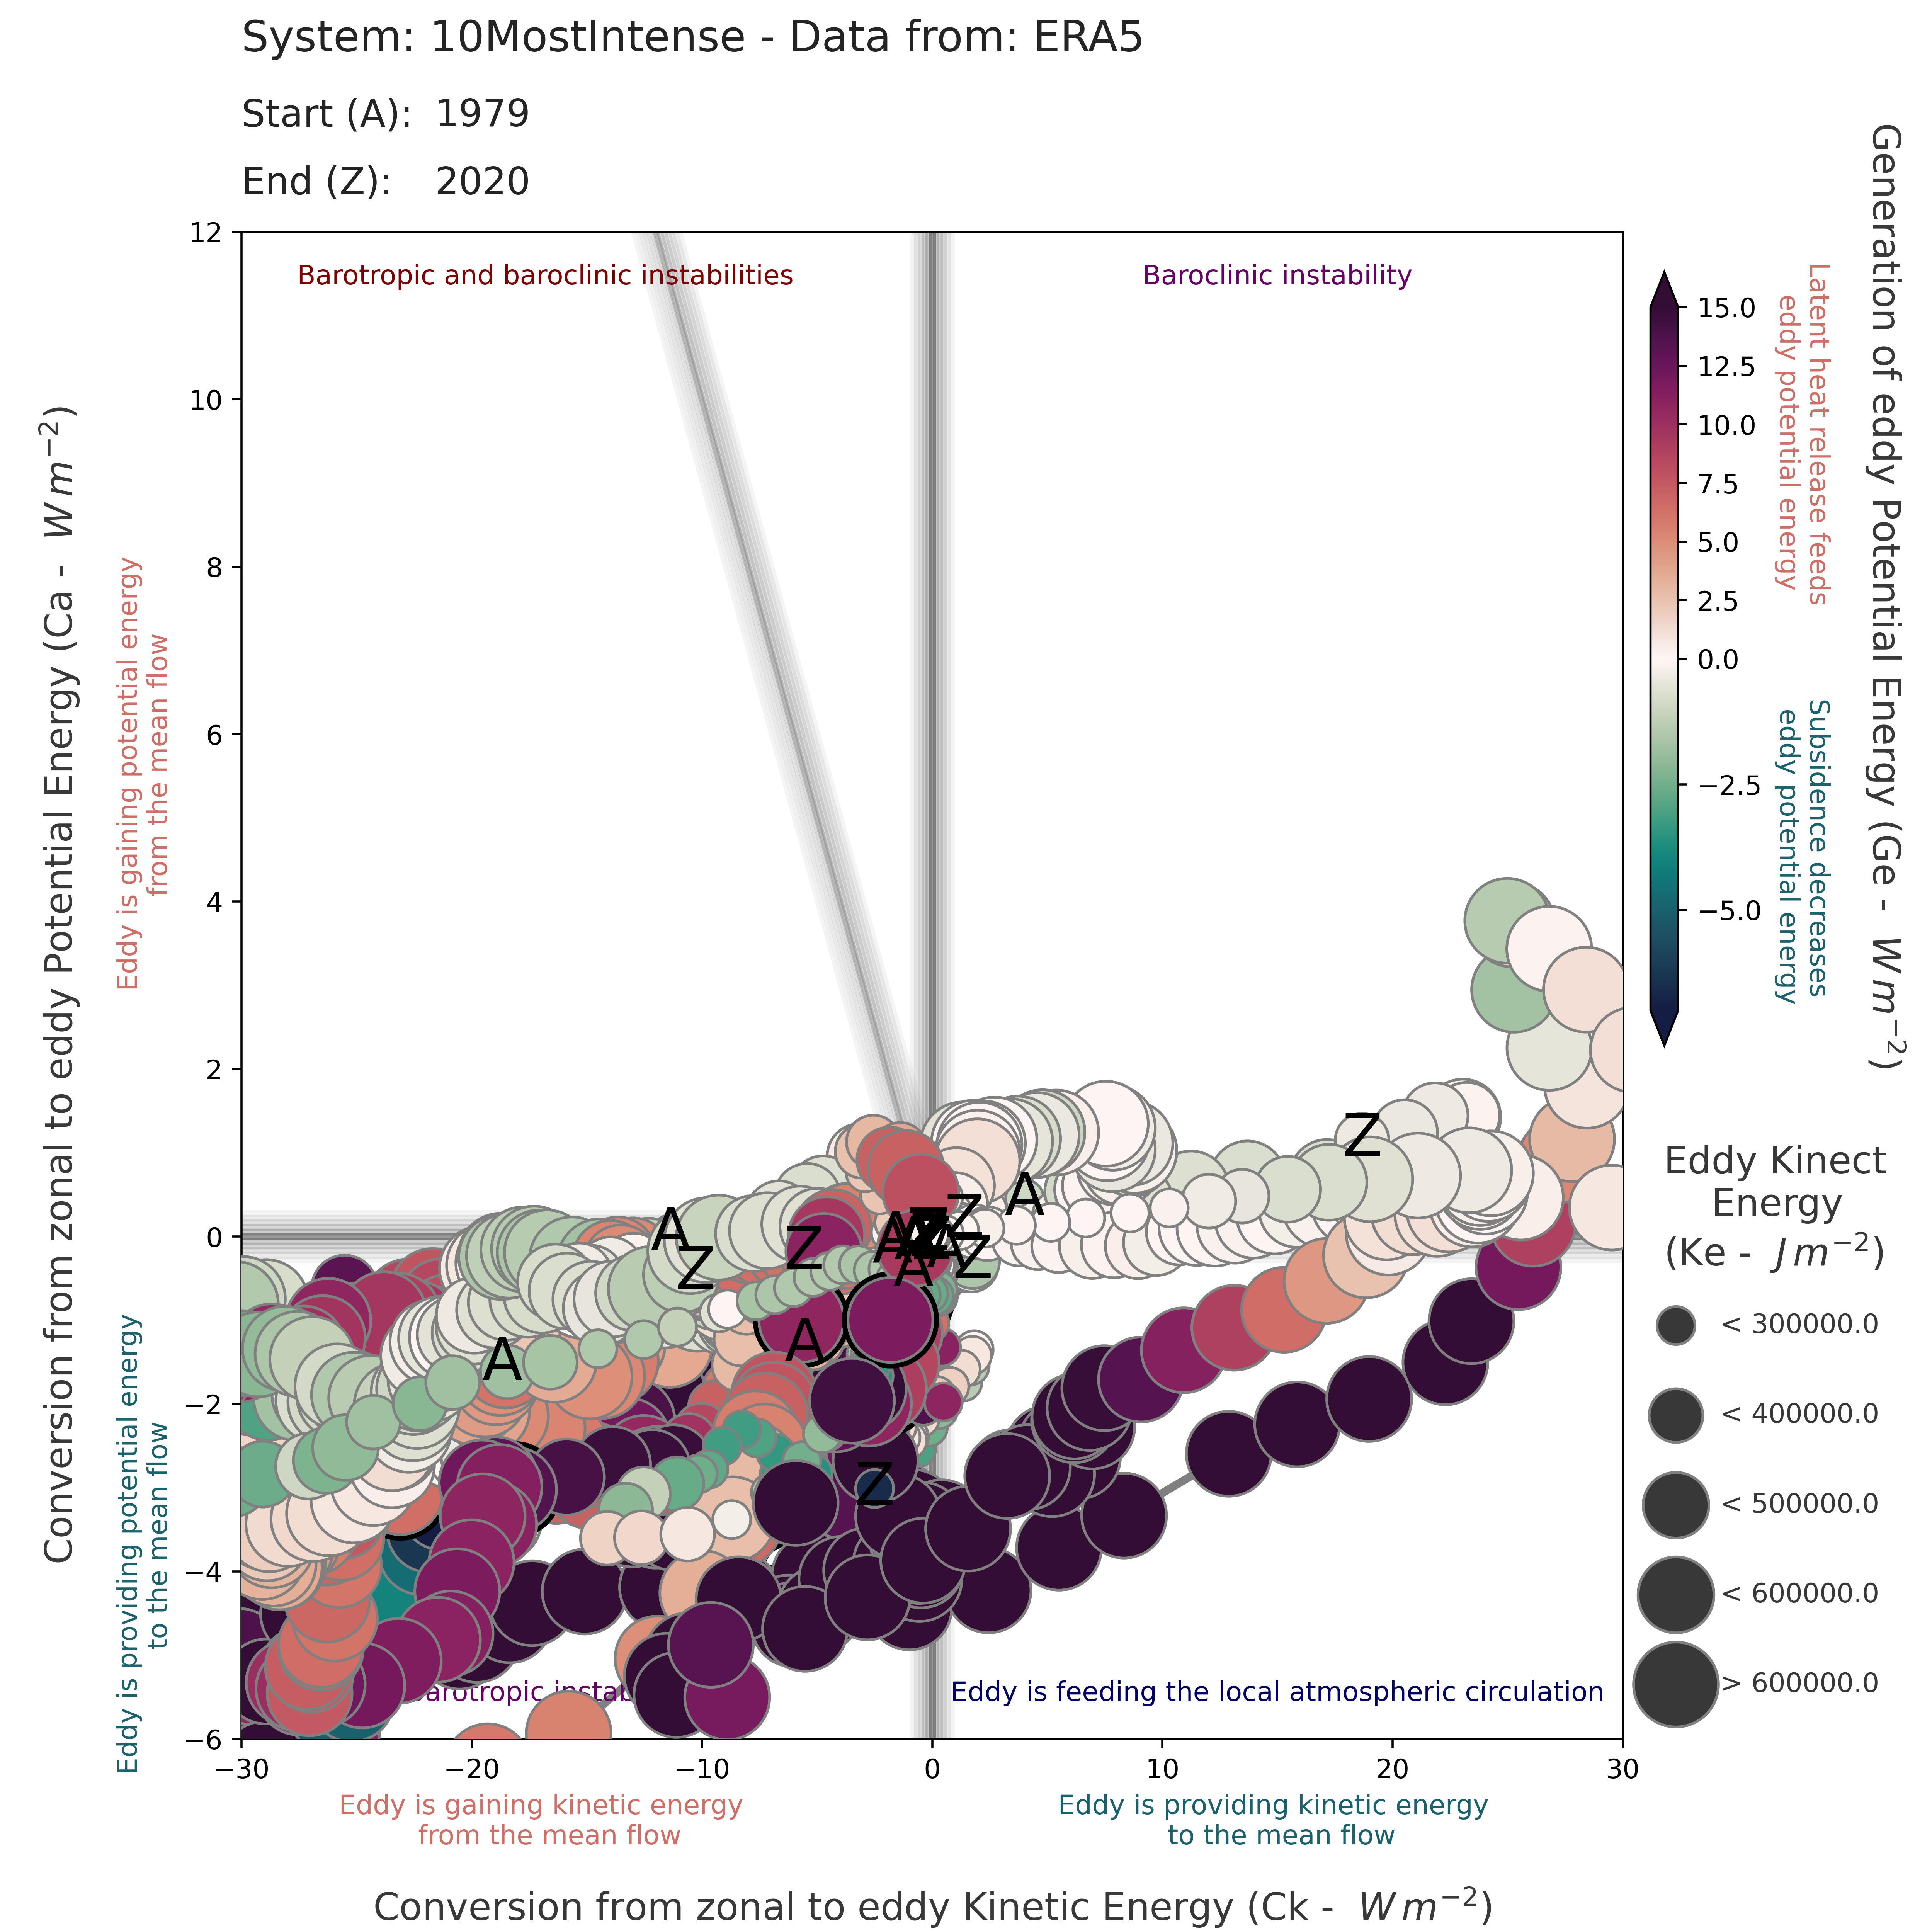 System: 10MostIntense - Data from: ERA5
Start (A): 1979
End (Z): 2020
Conversion from zonal to eddy Potential Energy (Ca - W m⁻²)
Eddy is gaining potential energy
from the mean flow
Eddy is providing potential energy
to the mean flow
12
10
8
6
4
2
0
−2
−4
−6
Barotropic and baroclinic instabilities
Baroclinic instability
A
Z
Z
A
Z
A
Z
A
A
Z
A
A
Z
arotropic instab
Eddy is feeding the local atmospheric circulation
−30
−20
−10
0
10
20
30
Eddy is gaining kinetic energy
from the mean flow
Eddy is providing kinetic energy
to the mean flow
Conversion from zonal to eddy Kinetic Energy (Ck - W m⁻²)
15.0
12.5
10.0
7.5
5.0
2.5
0.0
−2.5
−5.0
Latent heat release feeds
eddy potential energy
Subsidence decreases
eddy potential energy
Generation of eddy Potential Energy (Ge - W m⁻²)
Eddy Kinect
Energy
(Ke - J m⁻²)
< 300000.0
< 400000.0
< 500000.0
< 600000.0
> 600000.0